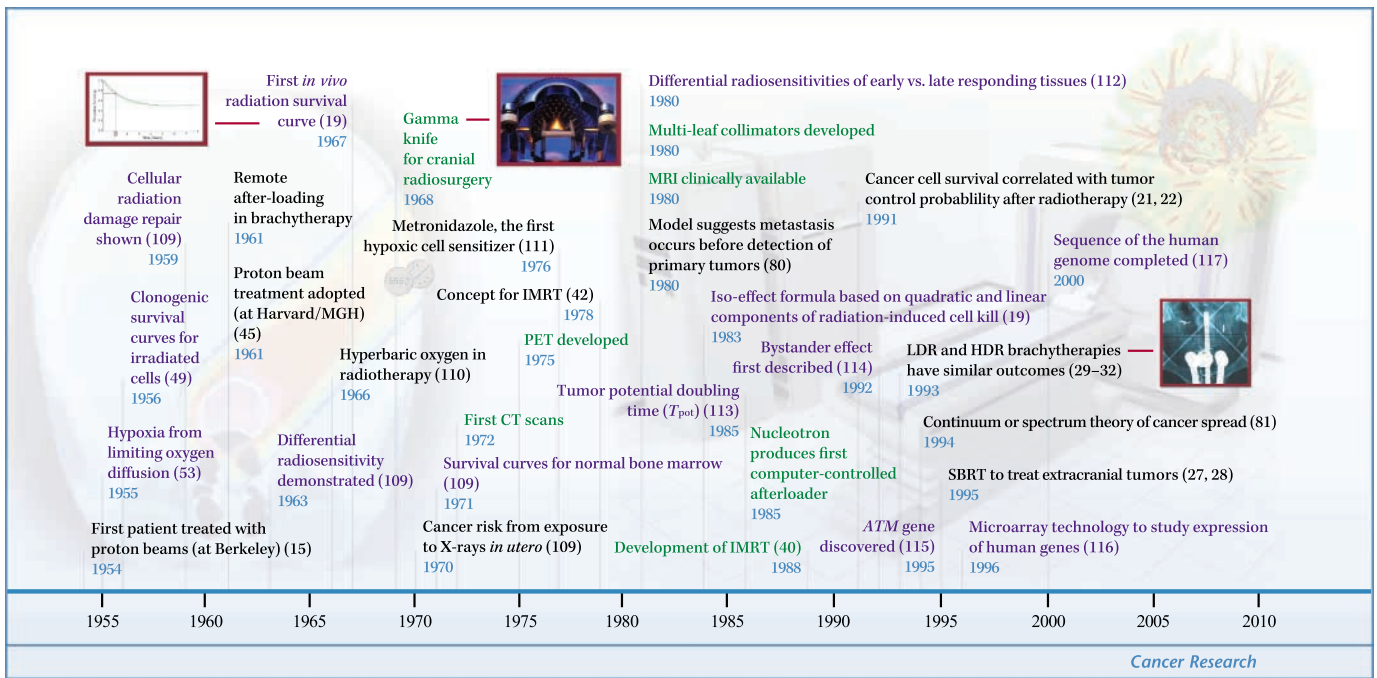 First in vivo
radiation survival
curve (19)
1967
Gamma
knife
for cranial
radiosurgery
1968
Differential radiosensitivities of early vs. late responding tissues (112)
1980
Multi-leaf collimators developed
1980
MRI clinically available
1980
Model suggests metastasis
occurs before detection of
primary tumors (80)
1980
Cancer cell survival correlated with tumor
control probablility after radiotherapy (21, 22)
1991
Cellular
radiation
damage repair
shown (109)
1959
Remote
after-loading
in brachytherapy
1961
Metronidazole, the first
hypoxic cell sensitizer (111)
1976
Sequence of the human
genome completed (117)
2000
Clonogenic
survival
curves for
irradiated
cells (49)
1956
Proton beam
treatment adopted
(at Harvard/MGH)
(45)
1961
Concept for IMRT (42)
1978
Iso-effect formula based on quadratic and linear
components of radiation-induced cell kill (19)
1983
PET developed
1975
Hyperbaric oxygen in
radiotherapy (110)
1966
Bystander effect
first described (114)
1992
LDR and HDR brachytherapies
have similar outcomes (29–32)
1993
Tumor potential doubling
time (Tpot) (113)
1985
First CT scans
1972
Continuum or spectrum theory of cancer spread (81)
1994
Hypoxia from
limiting oxygen
diffusion (53)
1955
Differential
radiosensitivity
demonstrated (109)
1963
Survival curves for normal bone marrow
(109)
1971
Nucleotron
produces first
computer-controlled
afterloader
1985
SBRT to treat extracranial tumors (27, 28)
1995
First patient treated with
proton beams (at Berkeley) (15)
1954
Cancer risk from exposure
to X-rays in utero (109)
1970
Development of IMRT (40)
1988
ATM gene
discovered (115)
1995
Microarray technology to study expression
of human genes (116)
1996
1955 1960 1965 1970 1975 1980 1985 1990 1995 2000 2005 2010
Cancer Research